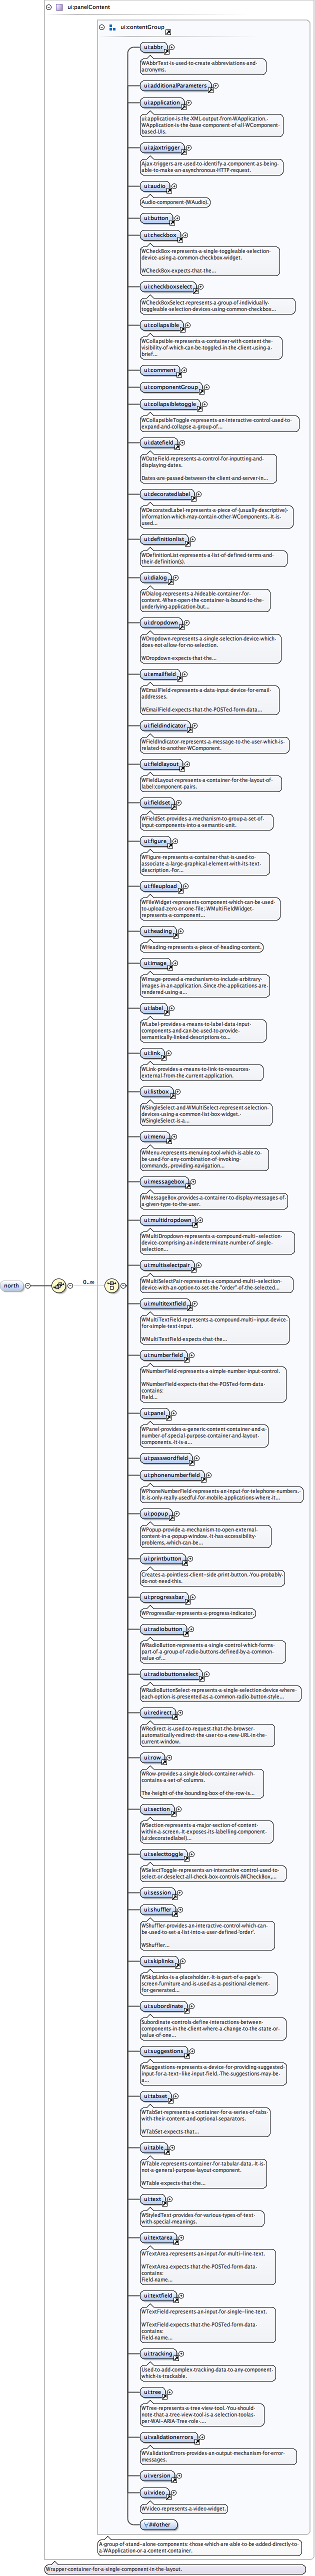 ui:panelContent
ui:contentGroup
ui:abbr
WAbbrText is used to create abbreviations and
acronyms.
ui:additionalParameters
ui:application
ui:application is the XML output from WApplication.
WApplication is the base component of all WComponent
based UIs.
ui:ajaxtrigger
Ajax triggers are used to identify a component as being
able to make an asynchronous HTTP request.
ui:audio
Audio component (WAudio).
ui:button
ui:checkbox
WCheckBox represents a single toggleable selection
device using a common checkbox widget.
WCheckBox expects that the...
ui:checkboxselect
WCheckBoxSelect represents a group of individually
toggleable selection devices using common checkbox...
ui:collapsible
WCollapsible represents a container with content the
visibility of which can be toggled in the client using a
brief...
ui:comment
ui:componentGroup
ui:collapsibletoggle
WCollapsibleToggle represents an interactive control used to
expand and collapse a group of...
ui:datefield
WDateField represents a control for inputting and
displaying dates.
Dates are passed between the client and server in...
ui:decoratedlabel
WDecoratedLabel represents a piece of (usually descriptive)
information which may contain other WComponents. It is
used...
ui:definitionlist
WDefinitionList represents a list of defined terms and
their definition(s).
ui:dialog
WDialog represents a hideable container for
content. When open the container is bound to the
underlying application but...
ui:dropdown
WDropdown represents a single selection device which
does not allow for no selection.
WDropdown expects that the...
ui:emailfield
WEmailField represents a data input device for email
addresses.
WEmailField expects that the POSTed form data...
ui:fieldindicator
WFieldIndicator represents a message to the user which is
related to another WComponent.
ui:fieldlayout
WFieldLayout represents a container for the layout of
label:component pairs.
ui:fieldset
WFieldSet provides a mechanism to group a set of
input components into a semantic unit.
ui:figure
WFigure represents a container that is used to
associate a large graphical element with its text
description. For...
ui:fileupload
WFileWidget represents component which can be used
to upload zero or one File. WMultiFileWidget
represents a component...
ui:heading
WHeading represents a piece of heading content.
ui:image
WImage proved a mechanism to include arbitrary
images in an application. Since the applications are
rendered using a...
ui:label
WLabel provides a means to label data input
components and can be used to provide
semantically linked descriptions to...
ui:link
WLink provides a means to link to resources
external from the current application.
ui:listbox
WSingleSelect and WMultiSelect represent selection
devices using a common list box widget.
WSingleSelect is a...
ui:menu
WMenu represents menuing tool which is able to
be used for any combination of invoking
commands, providing navigation...
ui:messagebox
WMessageBox provides a container to display messages of
a given type to the user.
ui:multidropdown
WMultiDropdown represents a compound multi-selection
device comprising an indeterminate number of single
selection...
ui:multiselectpair
WMultiSelectPair represents a compound multi-selection
device with an option to set the "order" of the selected...
north
0..∞
ui:multitextfield
WMultiTextField represents a compound multi-input device
for simple text input.
WMultiTextField expects that the...
ui:numberfield
WNumberField represents a simple number input control.
WNumberField expects that the POSTed form data
contains:
Field...
ui:panel
WPanel provides a generic content container and a
number of special purpose container and layout
components. It is a...
ui:passwordfield
ui:phonenumberfield
WPhoneNumberField represents an input for telephone numbers.
It is only really useful for mobile applications where it...
ui:popup
WPopup provide a mechanism to open external
content in a popup window. It has accessibility
problems, which can be...
ui:printbutton
Creates a pointless client-side print button. You probably
do not need this.
ui:progressbar
WProgressBar represents a progress indicator.
ui:radiobutton
WRadioButton represents a single control which forms
part of a group of radio buttons defined by a common
value of...
ui:radiobuttonselect
WRadioButtonSelect represents a single selection device where
each option is presented as a common radio button style...
ui:redirect
WRedirect is used to request that the browser
automatically redirect the user to a new URL in the
current window.
ui:row
WRow provides a single block container which
contains a set of columns.
The height of the bounding box of the row is...
ui:section
WSection represents a major section of content
within a screen. It exposes its labelling component
(ui:decoratedlabel)...
ui:selecttoggle
WSelectToggle represents an interactive control used to
select or deselect all check box controls (WCheckBox,...
ui:session
ui:shuffler
WShuffler provides an interactive control which can
be used to set a list into a user defined 'order'.
WShuffler...
ui:skiplinks
WSkipLinks is a placeholder. It is part of a page's
screen furniture and is used as a positional element
for generated...
ui:subordinate
Subordinate controls define interactions between
components in the client where a change to the state or
value of one...
ui:suggestions
WSuggestions represents a device for providing suggested
input for a text-like input field. The suggestions may be
a...
ui:tabset
WTabSet represents a container for a series of tabs
with their content and optional separators.
WTabSet expects that...
ui:table
WTable represents container for tabular data. It is
not a general purpose layout component.
WTable expects that the...
ui:text
WStyledText provides for various types of text
with special meanings.
ui:textarea
WTextArea represents an input for multi-line text.
WTextArea expects that the POSTed form data
contains:
Field name...
ui:textfield
WTextField represents an input for single-line text.
WTextField expects that the POSTed form data
contains:
Field name...
ui:tracking
Used to add complex tracking data to any component
which is trackable.
ui:tree
WTree represents a tree view tool. You should
note that a tree view tool is a selection tool as
per WAI-ARIA Tree role -...
ui:validationerrors
WValidationErrors provides an output mechanism for error
messages.
ui:version
ui:video
WVideo represents a video widget.
##other
A group of stand-alone components: those which are able to be added directly to
a WApplication or a content container.
Wrapper container for a single component in the layout.